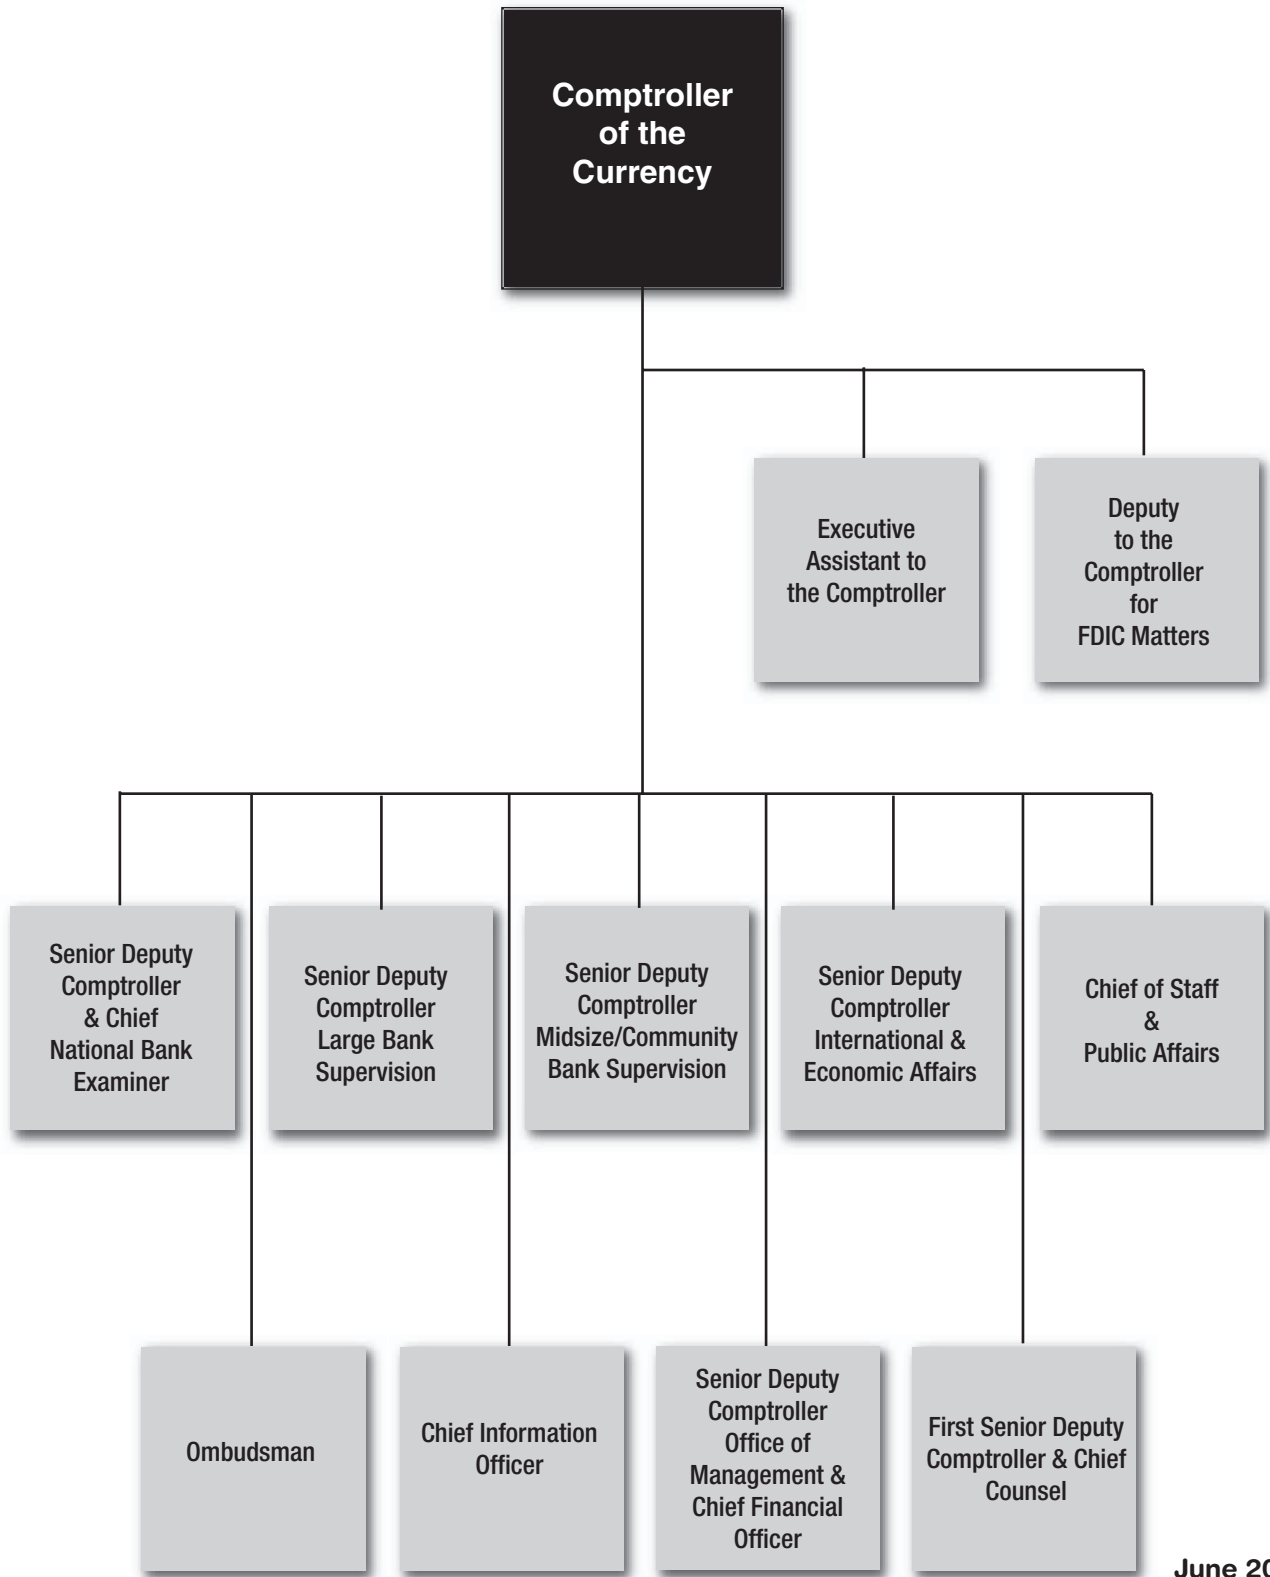 Comptroller
of the
Currency
Executive
Assistant to
the Comptroller
Deputy
to the
Comptroller
for
FDIC Matters
Senior Deputy
Comptroller
& Chief
National Bank
Examiner
Senior Deputy
Comptroller
Large Bank
Supervision
Senior Deputy
Comptroller
Midsize/Community
Bank Supervision
Senior Deputy
Comptroller
International &
Economic Affairs
Chief of Staff
&
Public Affairs
Ombudsman
Chief Information
Officer
Senior Deputy
Comptroller
Office of
Management &
Chief Financial
Officer
First Senior Deputy
Comptroller & Chief
Counsel
June